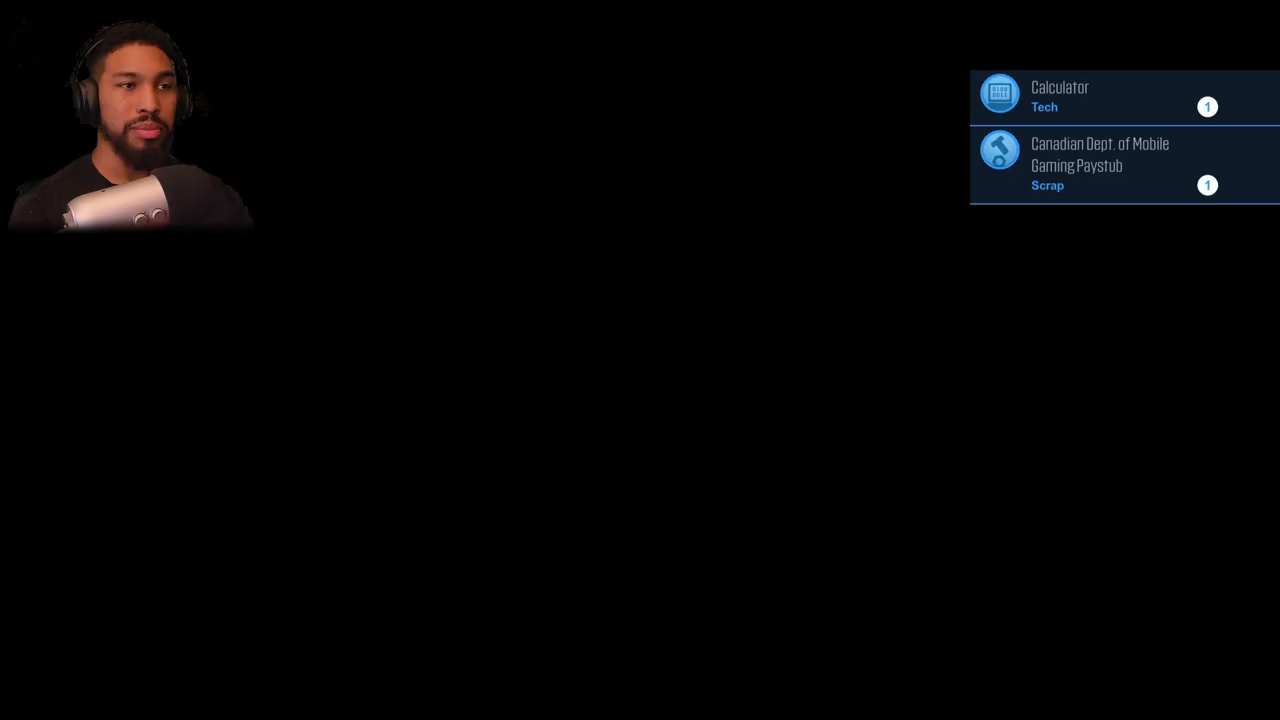 Calculator
Tech
1
Canadian Dept. of Mobile
Gaming Paystub
Scrap
1